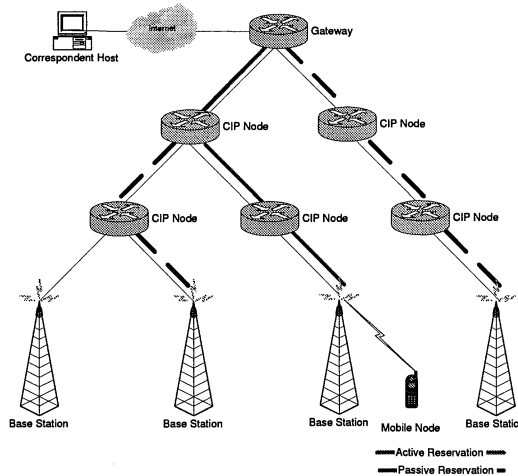 Internet
Gateway
Correspondent Host
CIP Node
CIP Node
CIP Node
CIP Node
CIP Node
Base Station
Base Station
Base Station
Mobile Node
Base Stati
Active Reservation
Passive Reservation